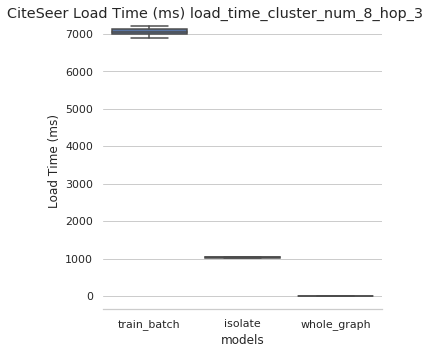 CiteSeer Load Time (ms) load_time_cluster_num_8_hop_3
7000
6000
5000
4000
3000
2000
1000
0
Load Time (ms)
train_batch isolate whole_graph
models